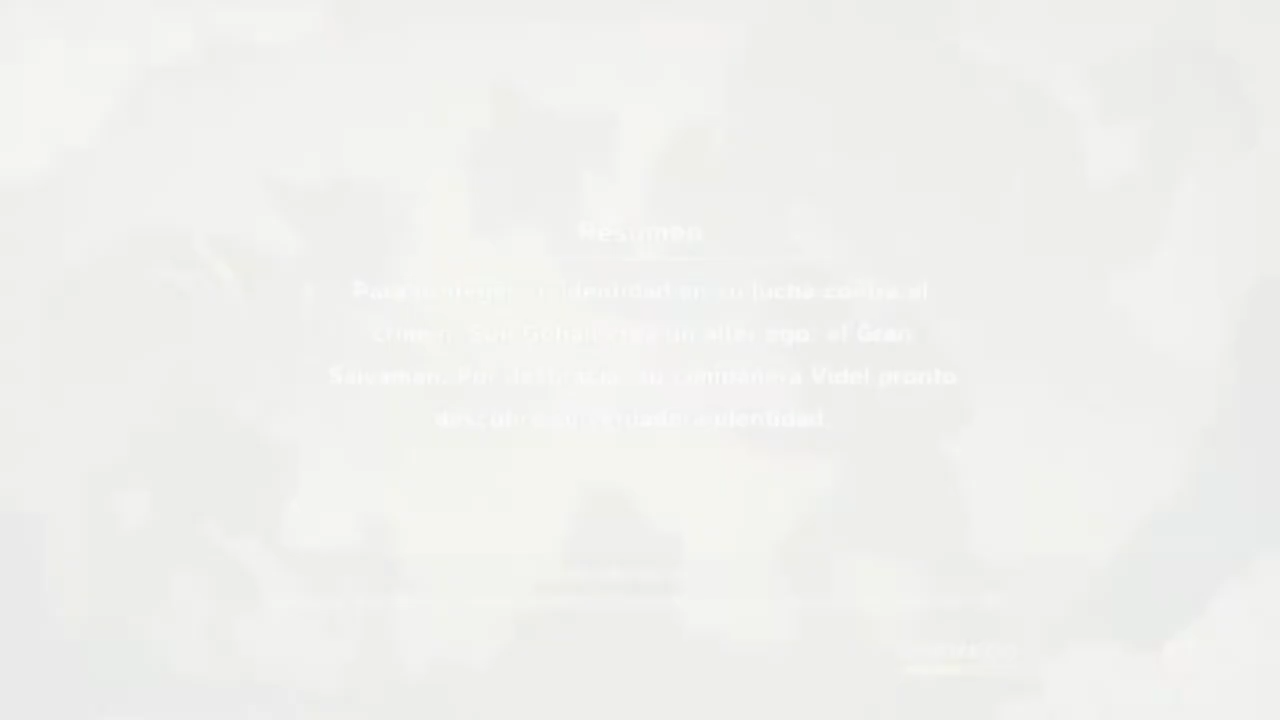 Resumen
Para proteger su identidad en su lucha contra el
crimen, Son Gohan crea un alter ego: el Gran
Saiyaman. Por desgracia, su compañera Videl pronto
descubre su verdadera identidad.